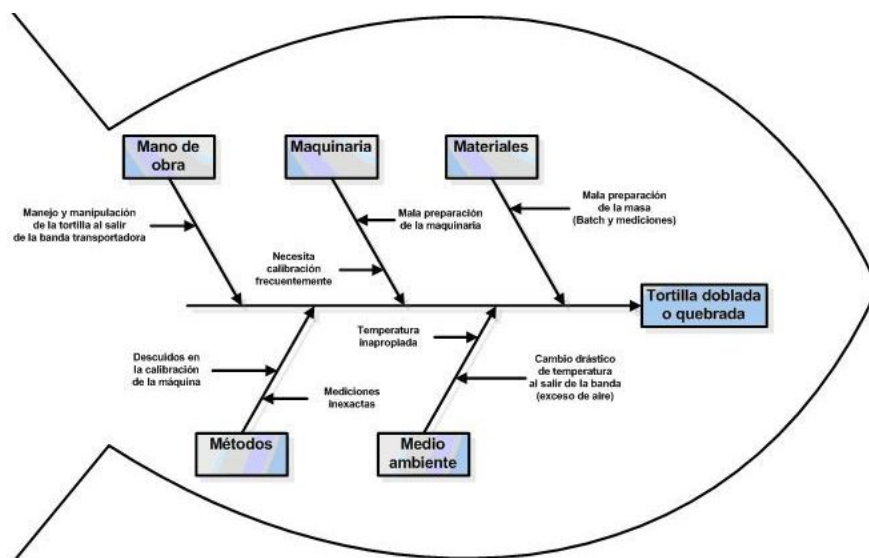 Mano de
obra
Maquinaria
Materiales
Manejo y manipulación
de la tortilla al salir
de la banda transportadora
Mala preparación
de la maquinaria
Necesita
calibración
frecuentemente
Mala preparación
de la masa
(Batch y mediciones)
Tortilla doblada
o quebrada
Descuidos en
la calibración
de la máquina
Mediciones
inexactas
Temperatura
inapropiada
Cambio drástico
de temperatura
al salir de la banda
(exceso de aire)
Métodos
Medio
ambiente